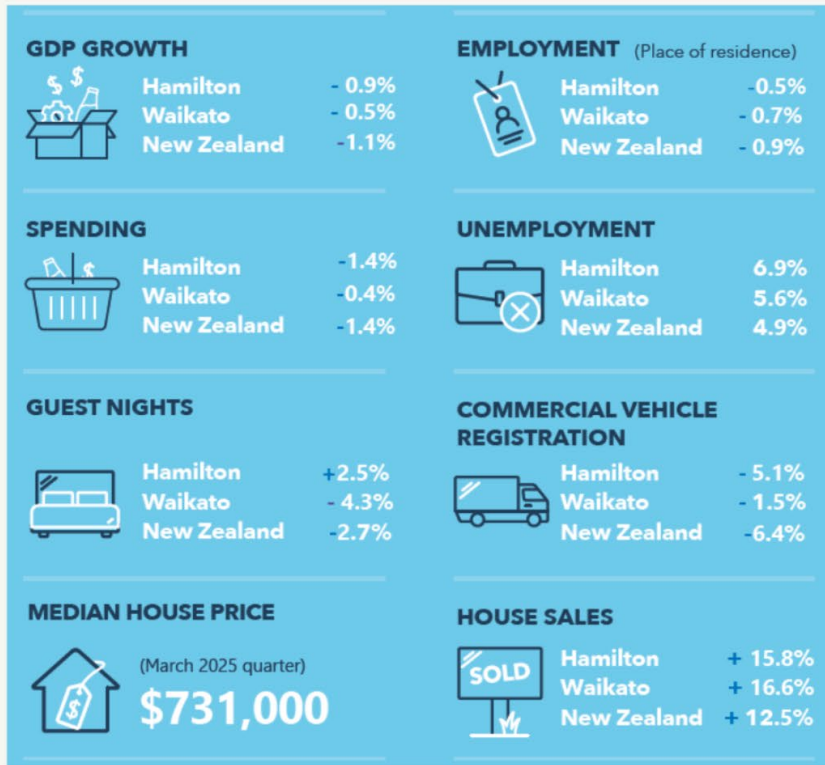 GDP GROWTH
Hamilton - 0.9%
Waikato - 0.5%
New Zealand -1.1%
EMPLOYMENT (Place of residence)
Hamilton -0.5%
Waikato - 0.7%
New Zealand - 0.9%
SPENDING
Hamilton -1.4%
Waikato -0.4%
New Zealand -1.4%
UNEMPLOYMENT
Hamilton 6.9%
Waikato 5.6%
New Zealand 4.9%
GUEST NIGHTS
Hamilton +2.5%
Waikato - 4.3%
New Zealand -2.7%
COMMERCIAL VEHICLE
REGISTRATION
Hamilton - 5.1%
Waikato - 1.5%
New Zealand -6.4%
MEDIAN HOUSE PRICE
(March 2025 quarter)
$731,000
HOUSE SALES
SOLD
Hamilton + 15.8%
Waikato + 16.6%
New Zealand + 12.5%